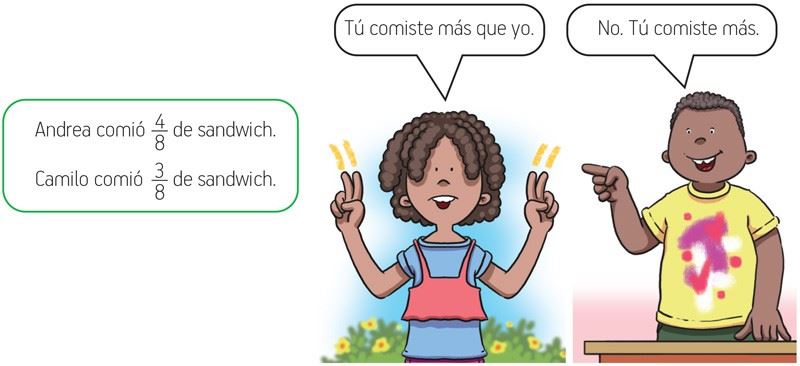 Tú comiste más que yo.
No. Tú comiste más.
Andrea comió 4/8 de sandwich.
Camilo comió 3/8 de sandwich.